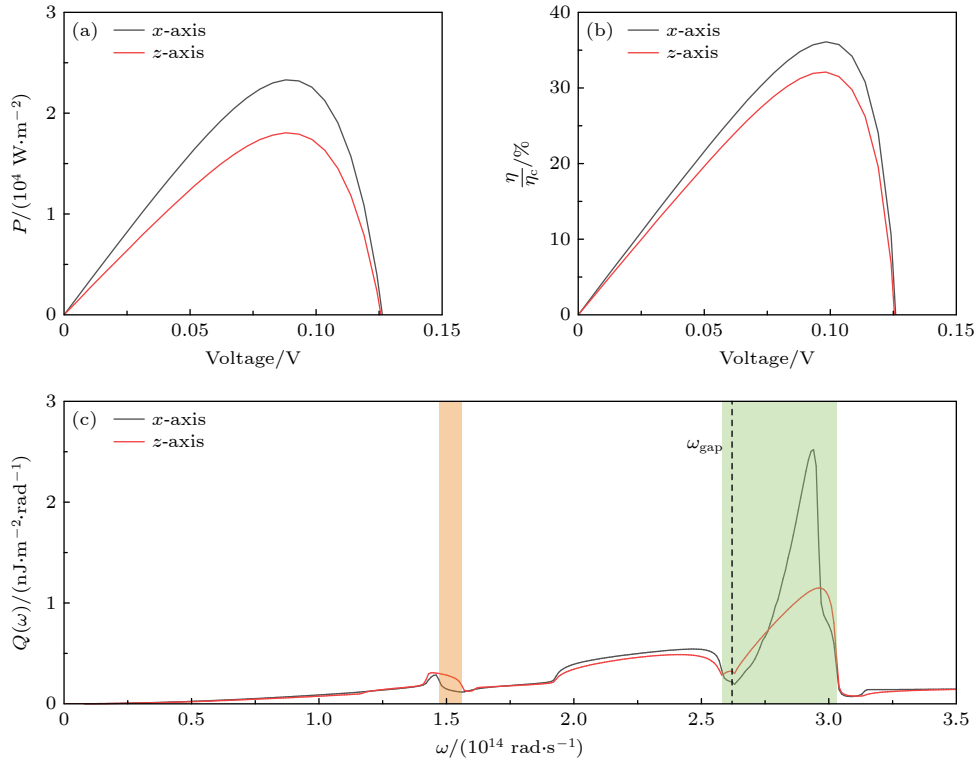 (a)
x-axis
z-axis
P/(10⁴ W·m⁻²)
3
2
1
0
0
0.05
0.10
0.15
Voltage/V
(b)
x-axis
z-axis
η/ηc/%
40
30
20
10
0
0
0.05
0.10
0.15
Voltage/V
(c)
x-axis
z-axis
ωgap
Q(ω)/(nJ·m⁻²·rad⁻¹)
3
2
1
0
0
0.5
1.0
1.5
2.0
2.5
3.0
3.5
ω/(10¹⁴ rad·s⁻¹)